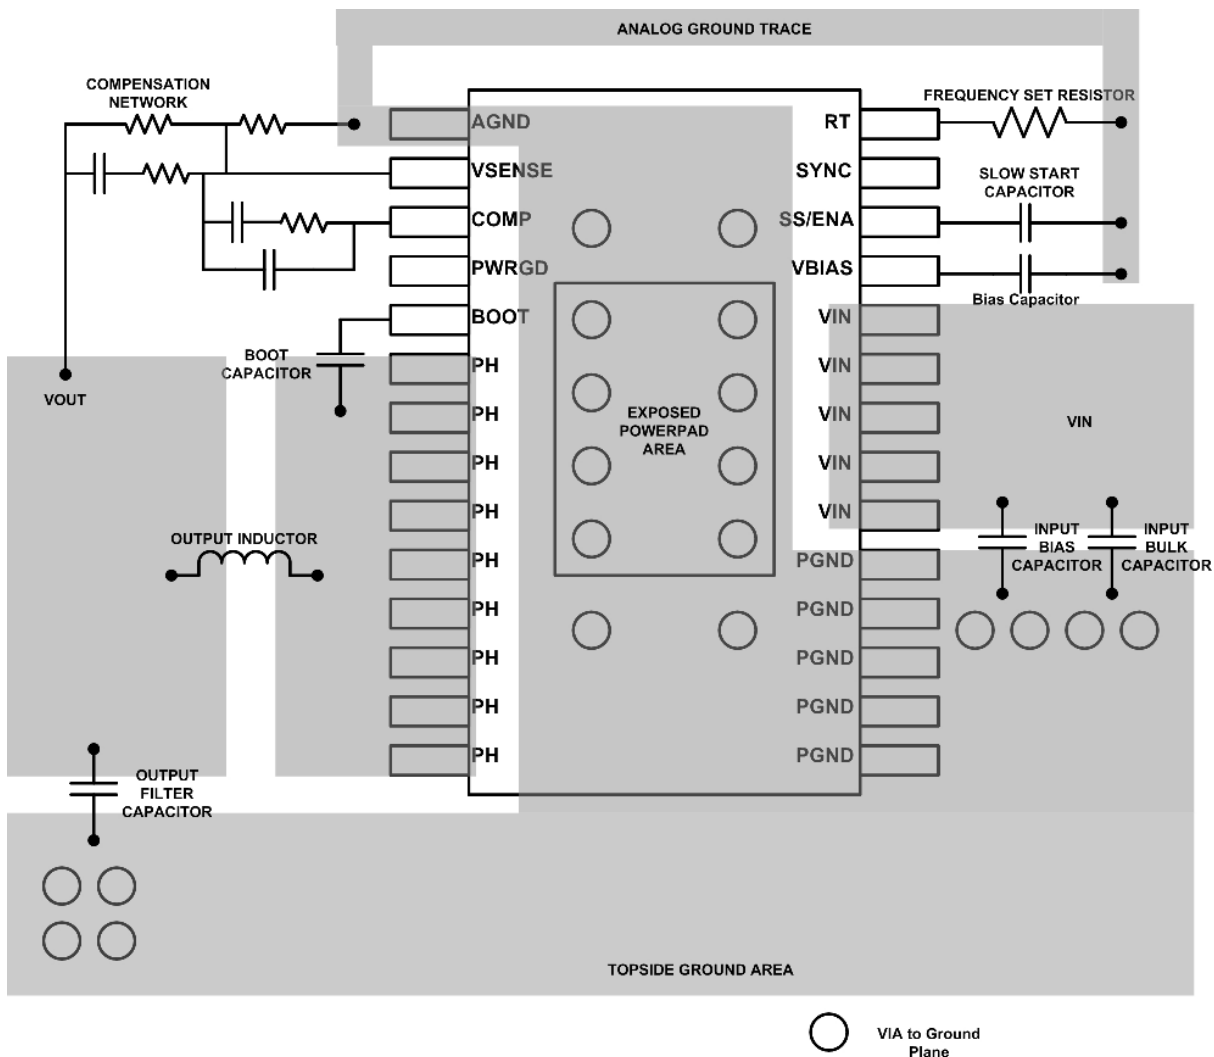 ANALOG GROUND TRACE
COMPENSATION
NETWORK
FREQUENCY SET RESISTOR
AGND
RT
VSENSE
SYNC
SLOW START
CAPACITOR
COMP
SS/ENA
PWRGD
VBIAS
Bias Capacitor
BOOT
VIN
BOOT
CAPACITOR
PH
VIN
VOUT
PH
VIN
EXPOSED
POWERPAD
AREA
VIN
PH
VIN
PH
VIN
OUTPUT INDUCTOR
INPUT
BIAS
CAPACITOR
INPUT
BULK
CAPACITOR
PH
PGND
PH
PGND
PH
PGND
PH
PGND
PH
PGND
OUTPUT
FILTER
CAPACITOR
TOPSIDE GROUND AREA
VIA to Ground
Plane